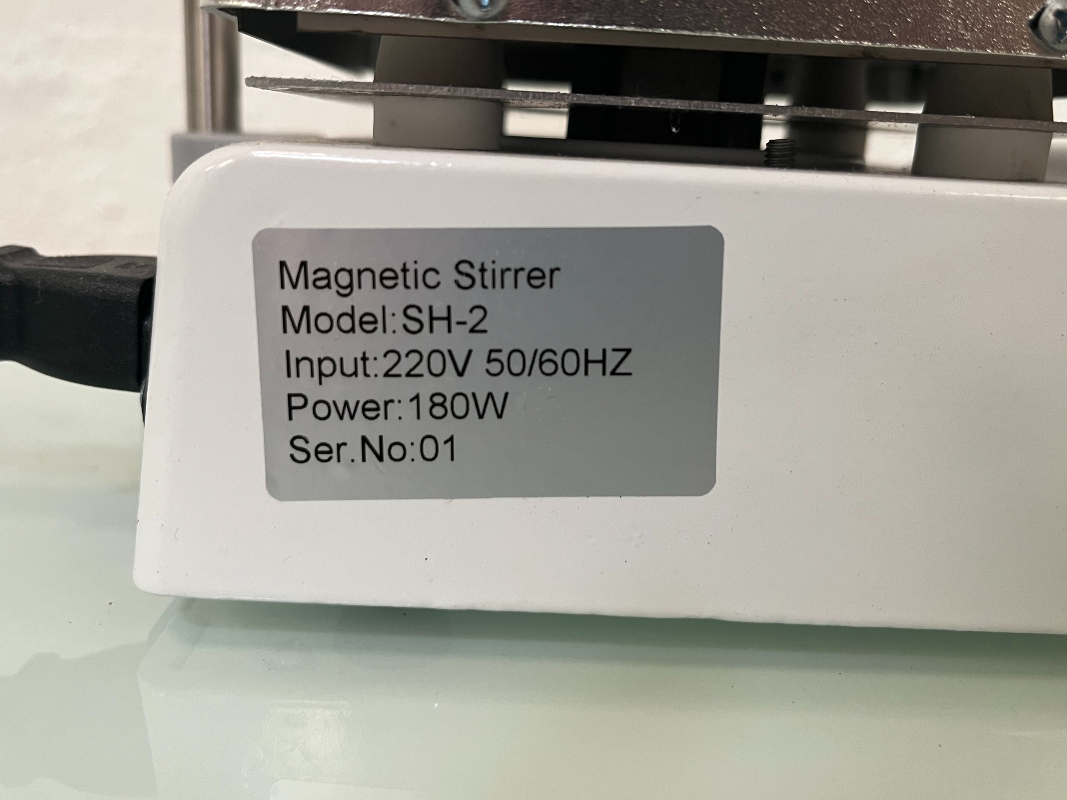 Magnetic Stirrer
Model:SH-2
Input:220V 50/60HZ
Power:180W
Ser.No:01